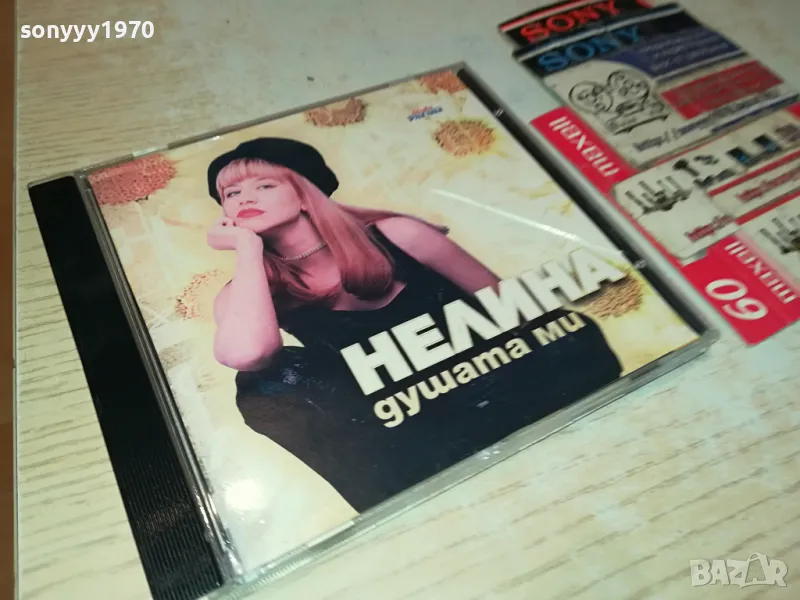 sonyyy1970
SONY
SONY
maxell
maxell
60
НЕЛИНА
душата ми
BAZAR